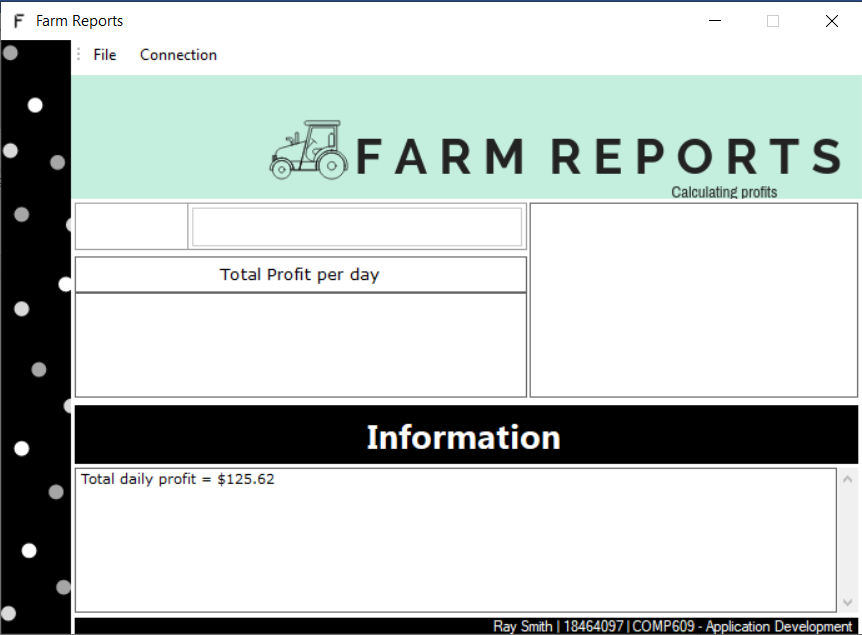 F Farm Reports
File Connection
FARM REPORTS
Calculating profits
Total Profit per day
Information
Total daily profit = $125.62
Ray Smith | 18464097 | COMP609 - Application Development